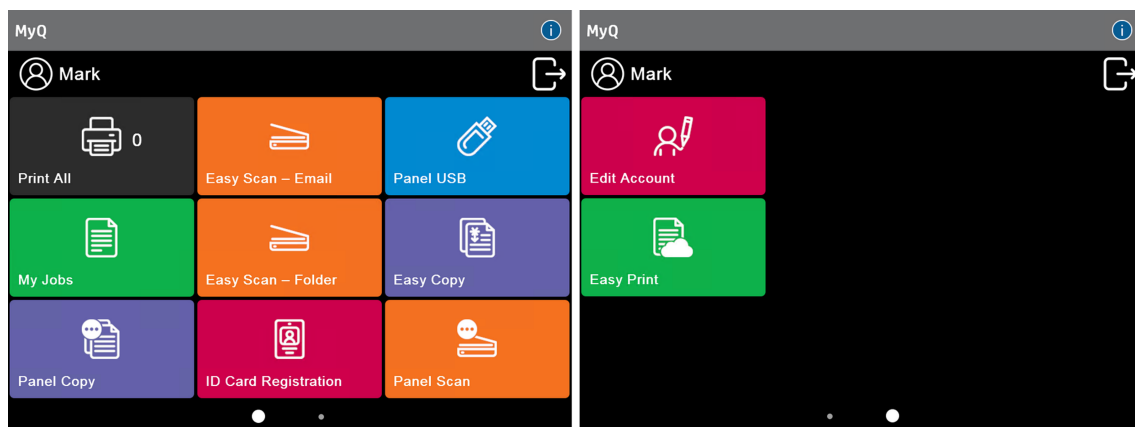 MyQ
Mark
Print All
0
Easy Scan – Email
Panel USB
My Jobs
Easy Scan – Folder
Easy Copy
Panel Copy
ID Card Registration
Panel Scan
MyQ
Mark
Edit Account
Easy Print